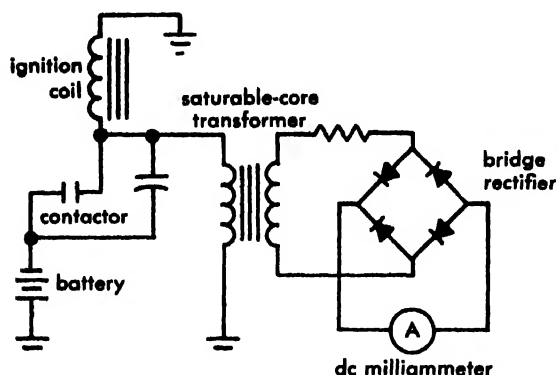 ignition
coil
saturable-core
transformer
bridge
rectifier
contactor
battery
A
dc milliammeter